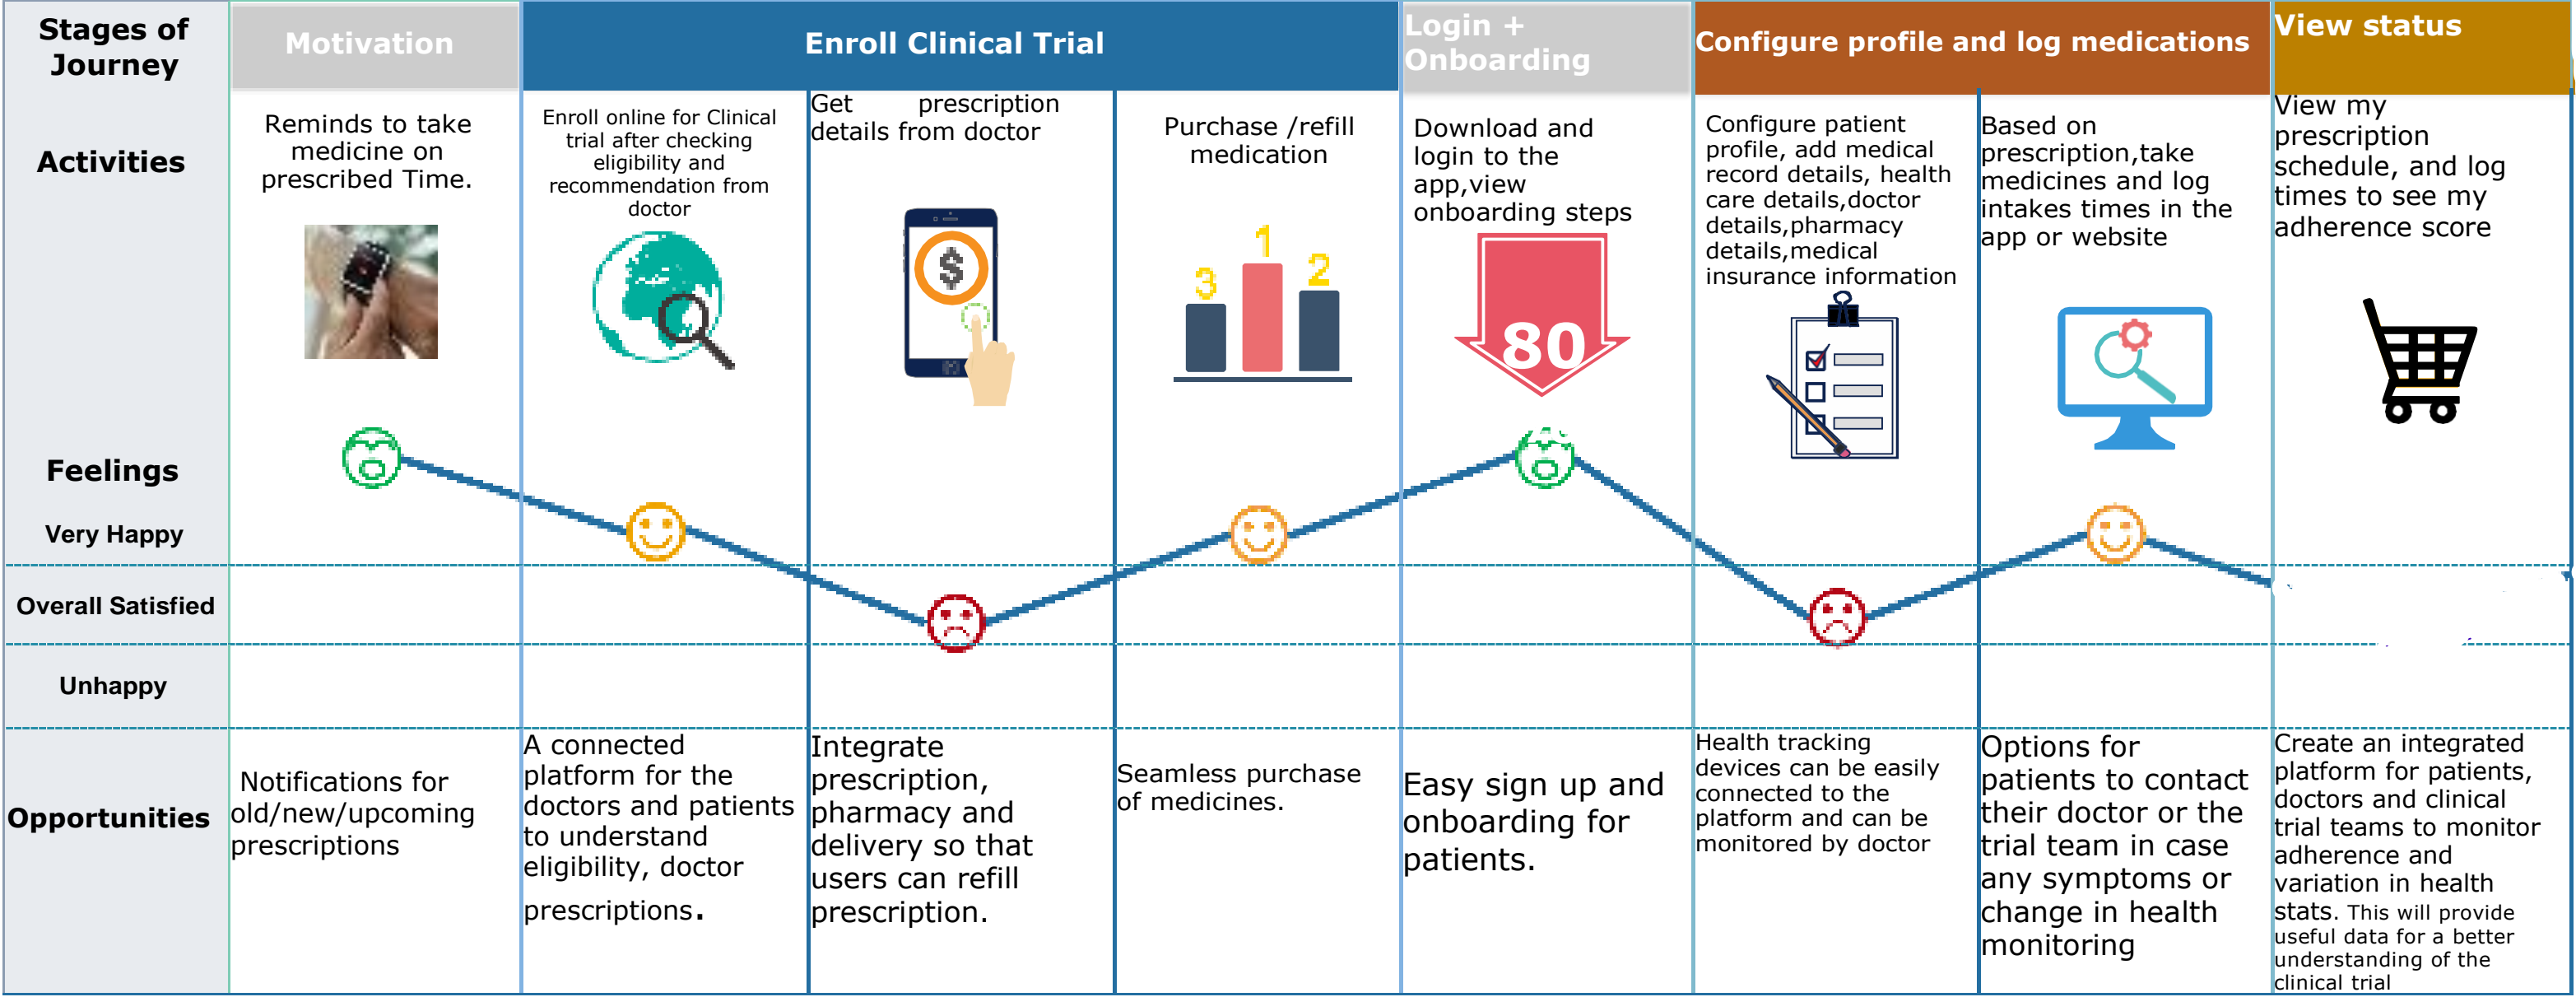 Stages of
Journey
Motivation
Enroll Clinical Trial
Login +
Onboarding
Configure profile and log medications
View status
Activities
Reminds to take
medicine on
prescribed Time.
Enroll online for Clinical
trial after checking
eligibility and
recommendation from
doctor
Get prescription
details from doctor
$
Purchase /refill
medication
1
2
3
Download and
login to the
app,view
onboarding steps
80
Configure patient
profile, add medical
record details, health
care details,doctor
details,pharmacy
details,medical
insurance information
Based on
prescription,take
medicines and log
intakes times in the
app or website
View my
prescription
schedule, and log
times to see my
adherence score
Feelings
Very Happy
Overall Satisfied
Unhappy
Opportunities
Notifications for
old/new/upcoming
prescriptions
A connected
platform for the
doctors and patients
to understand
eligibility, doctor
prescriptions.
Integrate
prescription,
pharmacy and
delivery so that
users can refill
prescription.
Seamless purchase
of medicines.
Easy sign up and
onboarding for
patients.
Health tracking
devices can be easily
connected to the
platform and can be
monitored by doctor
Options for
patients to contact
their doctor or the
trial team in case
any symptoms or
change in health
monitoring
Create an integrated
platform for patients,
doctors and clinical
trial teams to monitor
adherence and
variation in health
stats. This will provide
useful data for a better
understanding of the
clinical trial